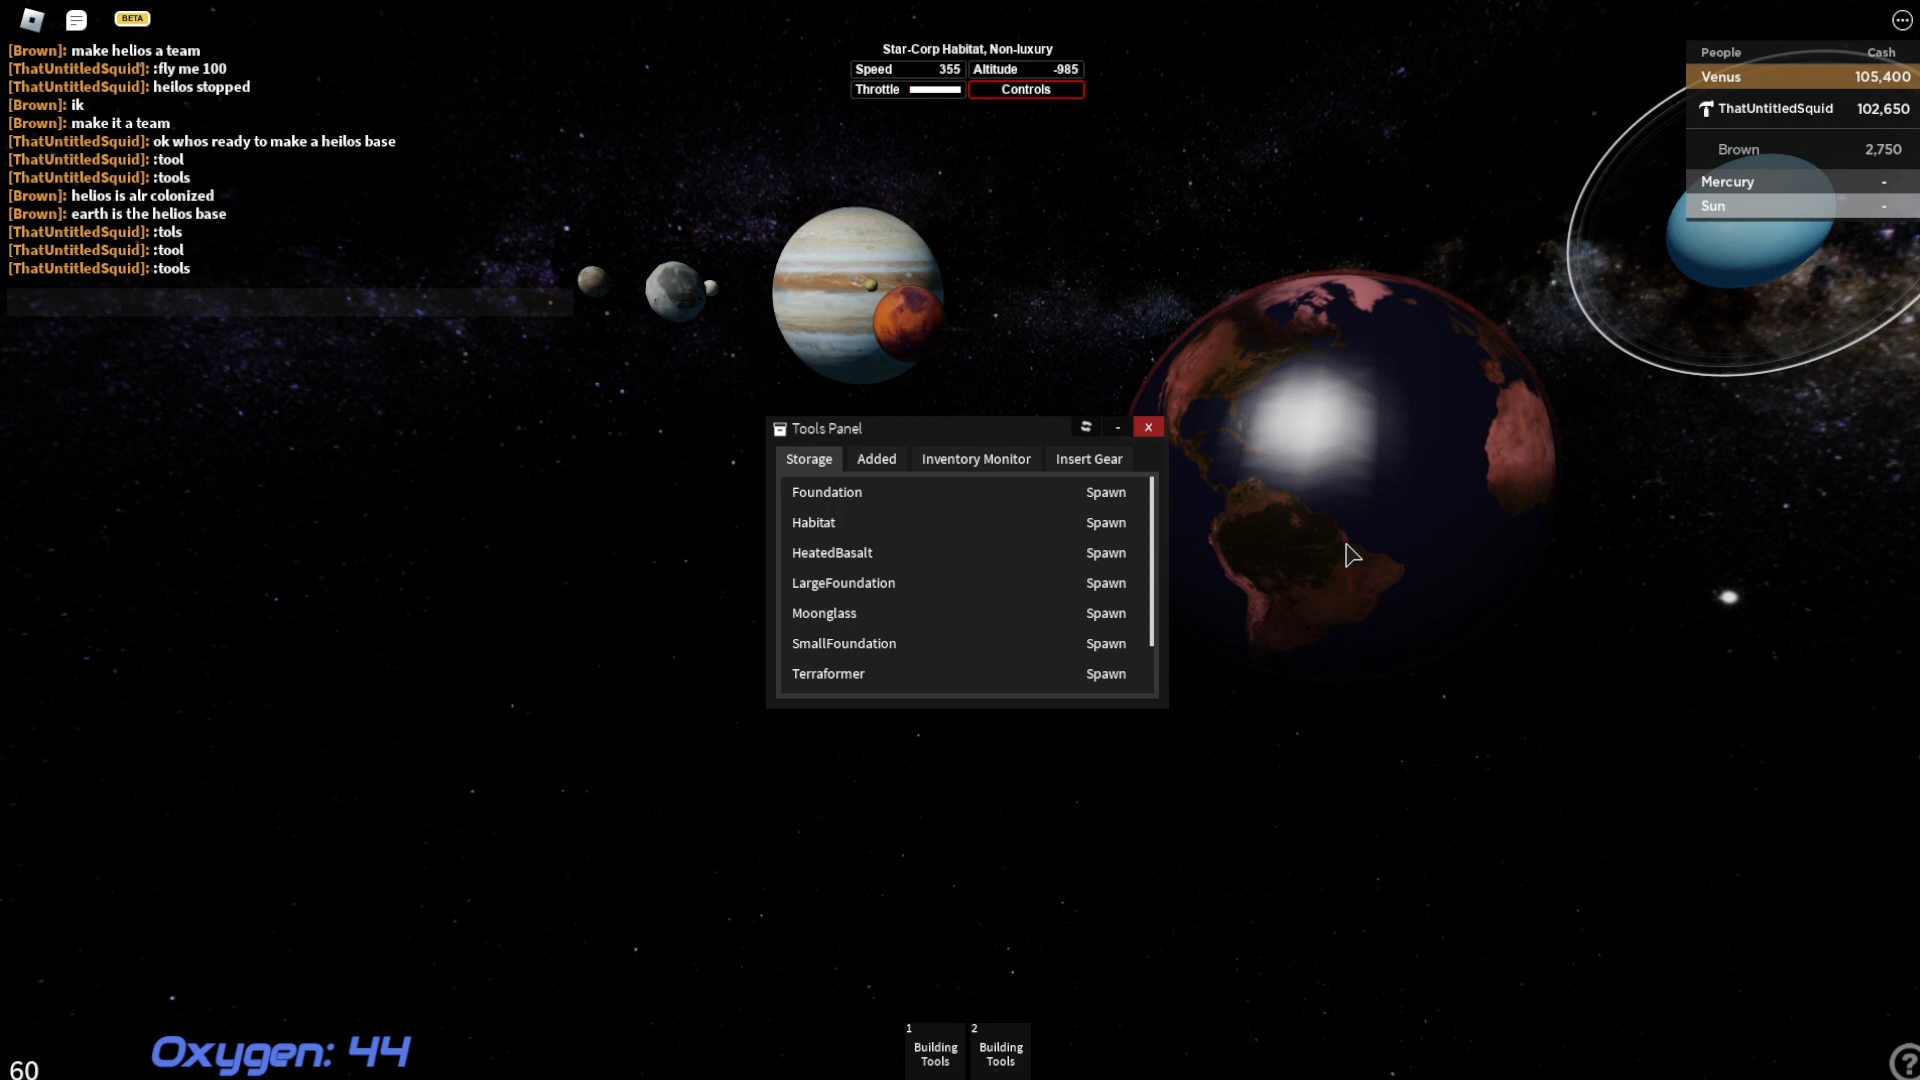 BETA
[Brown]: make helios a team
[ThatUntitledSquid]: :fly me 100
[ThatUntitledSquid]: heilos stopped
[Brown]: ik
[Brown]: make it a team
[ThatUntitledSquid]: ok whos ready to make a heilos base
[ThatUntitledSquid]: :tool
[ThatUntitledSquid]: :tools
[Brown]: helios is alr colonized
[Brown]: earth is the helios base
[ThatUntitledSquid]: :tols
[ThatUntitledSquid]: :tool
[ThatUntitledSquid]: :tools
Star-Corp Habitat, Non-luxury
Speed 355 Altitude -985
Throttle Controls
People Cash
Venus 105,400
ThatUntitledSquid 102,650
Brown 2,750
Mercury -
Sun -
Tools Panel - X
Storage Added Inventory Monitor Insert Gear
Foundation Spawn
Habitat Spawn
HeatedBasalt Spawn
LargeFoundation Spawn
Moonglass Spawn
SmallFoundation Spawn
Terraformer Spawn
1 2
Building Building
Tools Tools
Oxygen: 44
60
?